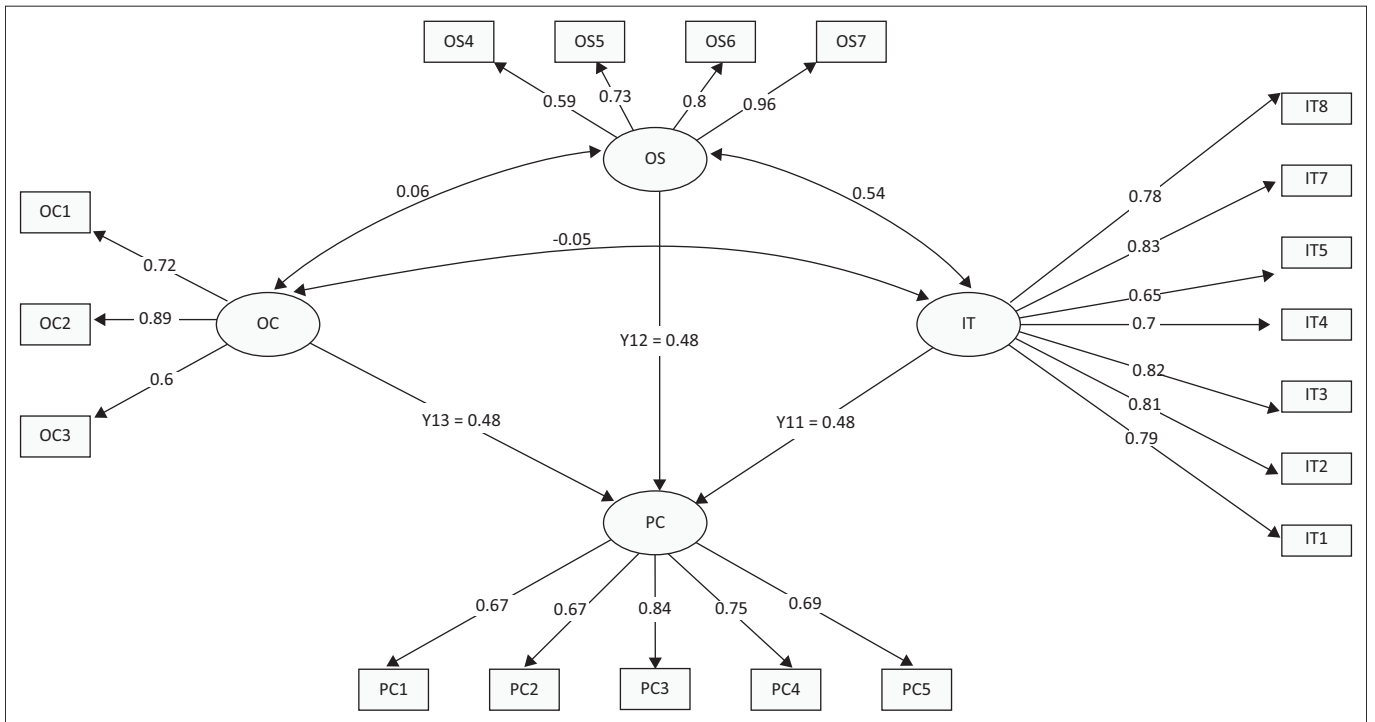 OS4 OS5 OS6 OS7
0.59 0.73 0.8 0.96
IT8
OS
0.78
IT7
0.06 0.54
OC1
0.83
-0.05
IT5
0.72
0.65
OC2 0.89 OC IT 0.7 IT4
Y12 = 0.48
0.82
0.6
IT3
0.81
Y13 = 0.48 Y11 = 0.48
OC3
0.79
IT2
PC
IT1
0.67 0.67 0.84 0.75 0.69
PC1 PC2 PC3 PC4 PC5